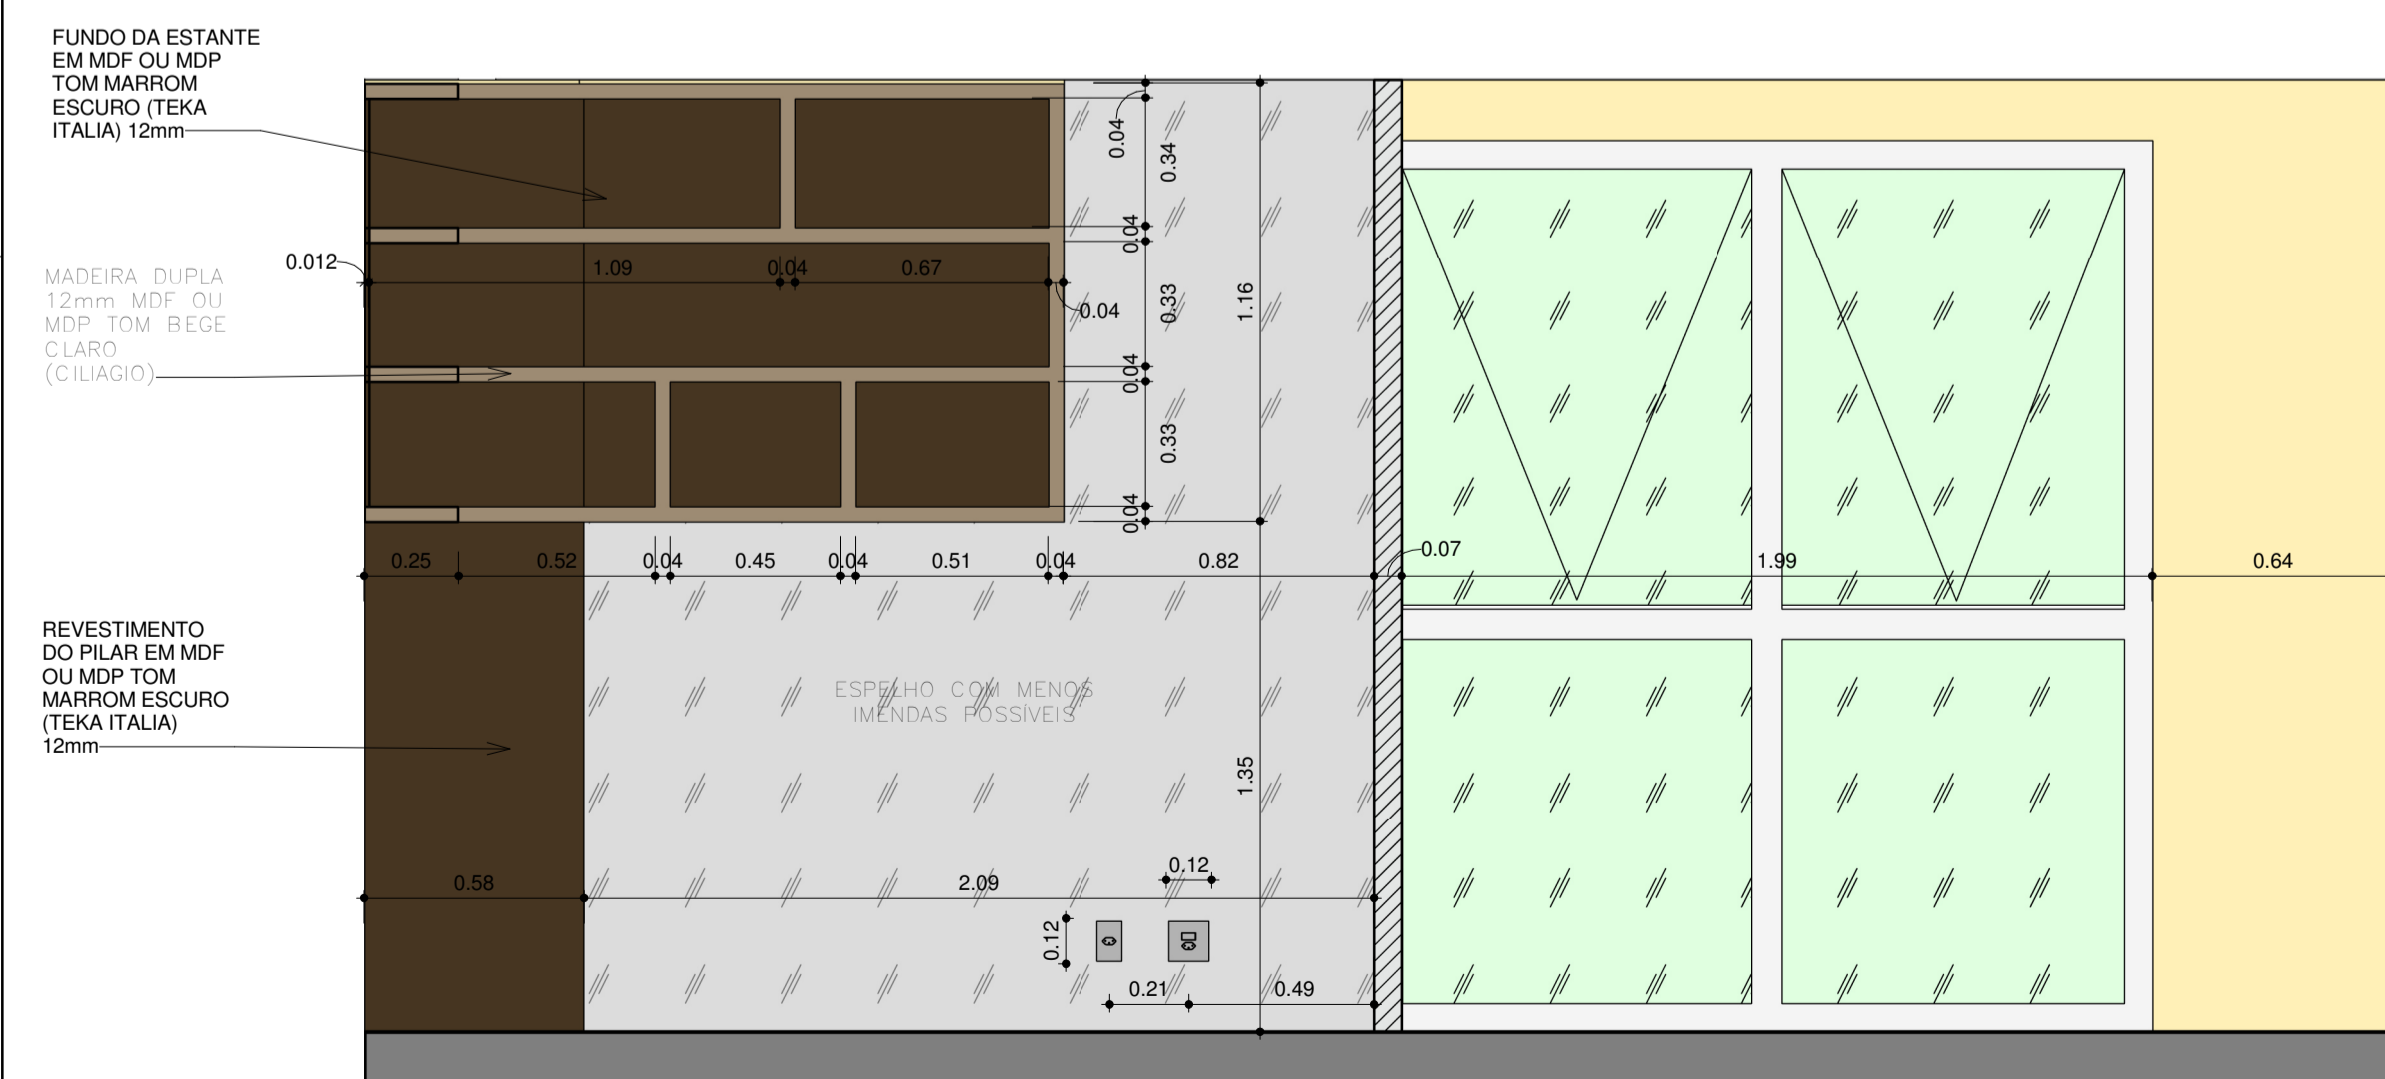 FUNDO DA ESTANTE
EM MDF OU MDP
TOM MARROM
ESCURO (TEKA
ITALIA) 12mm
0.04
0.34
0.04
0.012
1.09
0.04
0.67
0.04
0.33
1.16
MADEIRA DUPLA
12mm MDF OU
MDP TOM BEGE
CLARO
(CILIAGIO)
0.04
0.33
0.04
0.25
0.52
0.04
0.45
0.04
0.51
0.04
0.82
0.07
1.99
0.64
REVESTIMENTO
DO PILAR EM MDF
OU MDP TOM
MARROM ESCURO
(TEKA ITALIA)
12mm
ESPELHO COM MENOS
IMENDAS POSSÍVEIS
1.35
0.58
2.09
0.12
0.12
0.21
0.49